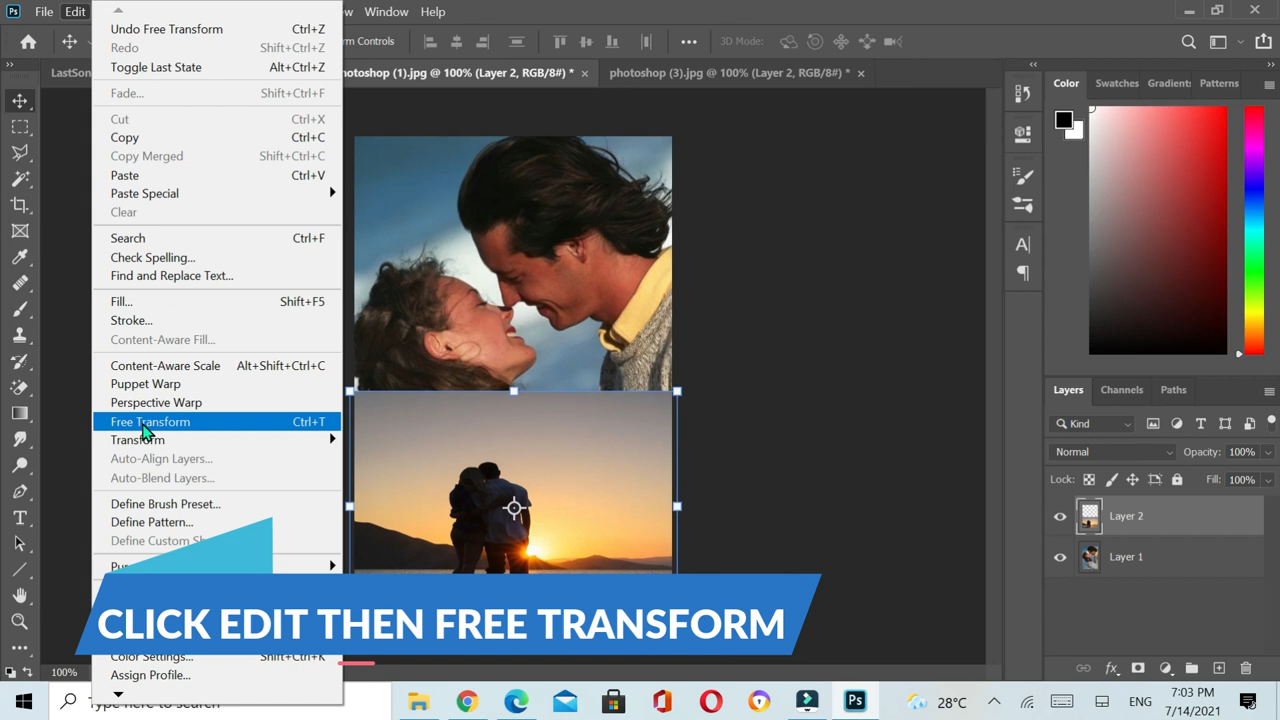 Ps File Edit Window Help
Undo Free Transform Ctrl+Z
Redo Shift+Ctrl+Z
Toggle Last State Alt+Ctrl+Z
Fade... Shift+Ctrl+F
Cut Ctrl+X
Copy Ctrl+C
Copy Merged Shift+Ctrl+C
Paste Ctrl+V
Paste Special
Clear
Search Ctrl+F
Check Spelling...
Find and Replace Text...
Fill... Shift+F5
Stroke...
Content-Aware Fill...
Content-Aware Scale Alt+Shift+Ctrl+C
Puppet Warp
Perspective Warp
Free Transform Ctrl+T
Transform
Auto-Align Layers...
Auto-Blend Layers...
Define Brush Preset...
Define Pattern...
Define Custom Sh
Pu
Color Settings... Shift+Ctrl+K
Assign Profile...
rm Controls
3D Mode:
LastSon
hotoshop (1).jpg @ 100% (Layer 2, RGB/8#) *
photoshop (3).jpg @ 100% (Layer 2, RGB/8#) *
Color Swatches Gradient Patterns
Layers Channels Paths
Kind
Normal Opacity: 100%
Lock: Fill: 100%
Layer 2
Layer 1
CLICK EDIT THEN FREE TRANSFORM
100%
Type here to search
Ps
28°C
7:03 PM
7/14/2021